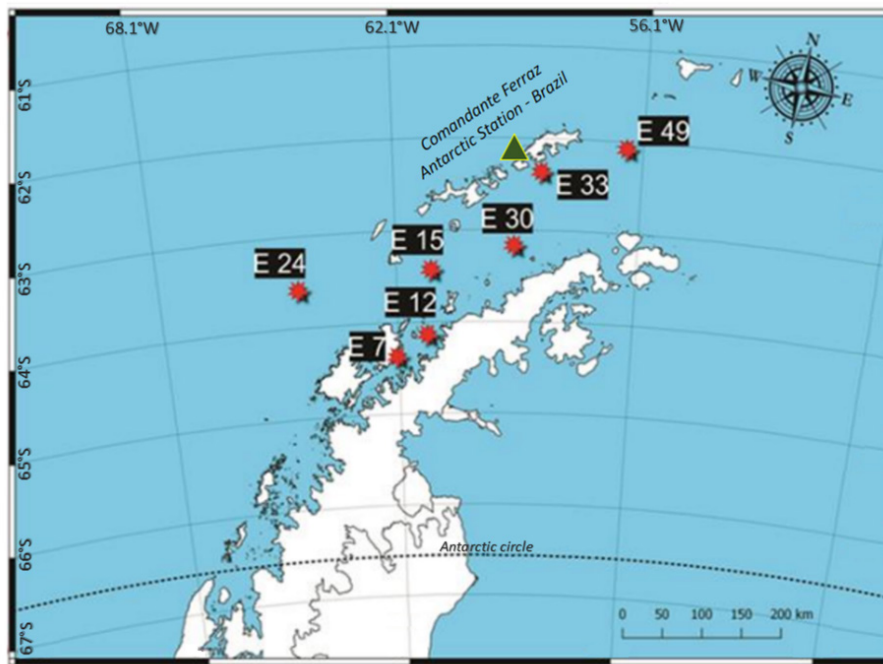 68.1°W
62.1°W
56.1°W
61°S
62°S
63°S
64°S
65°S
66°S
67°S
N
W
E
S
Comandante Ferraz
Antarctic Station - Brazil
E 49
E 33
E 30
E 15
E 24
E 12
E 7
Antarctic circle
0 50 100 150 200 km